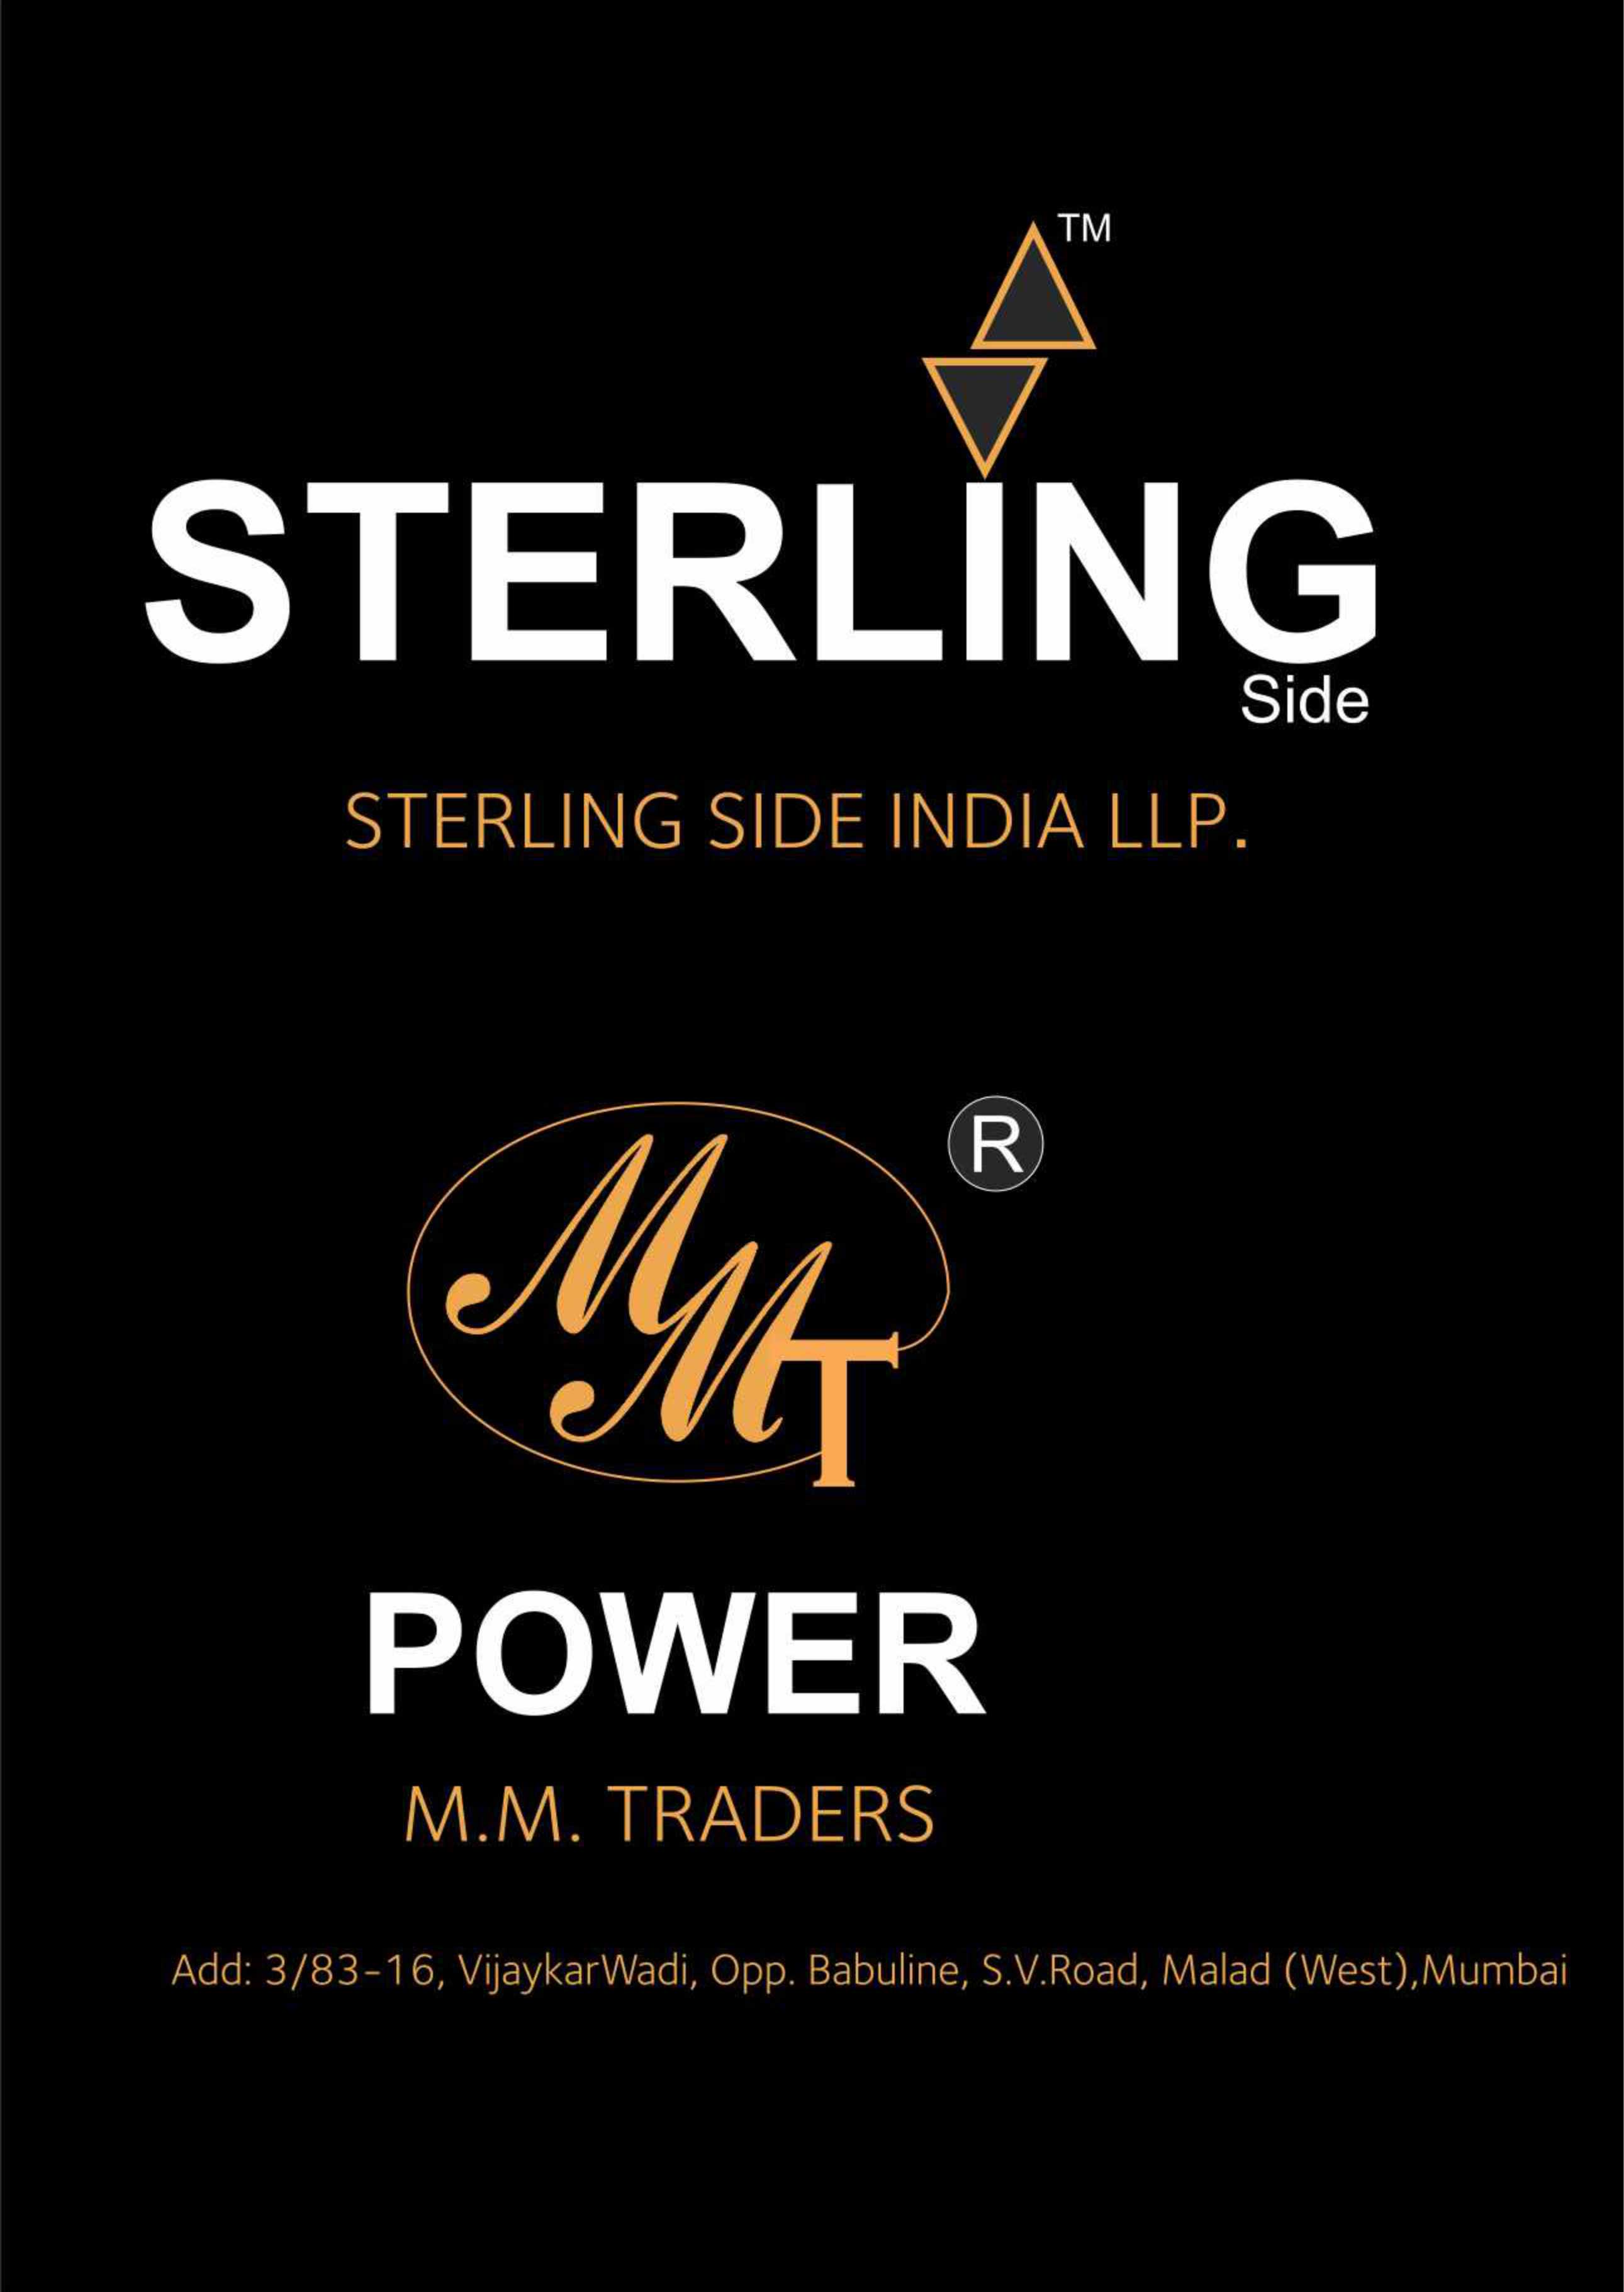 TM
STERLING
Side
STERLING SIDE INDIA LLP.
R
MMT
POWER
M.M. TRADERS
Add: 3/83-16, VijaykarWadi, Opp. Babuline, S.V.Road, Malad (West),Mumbai